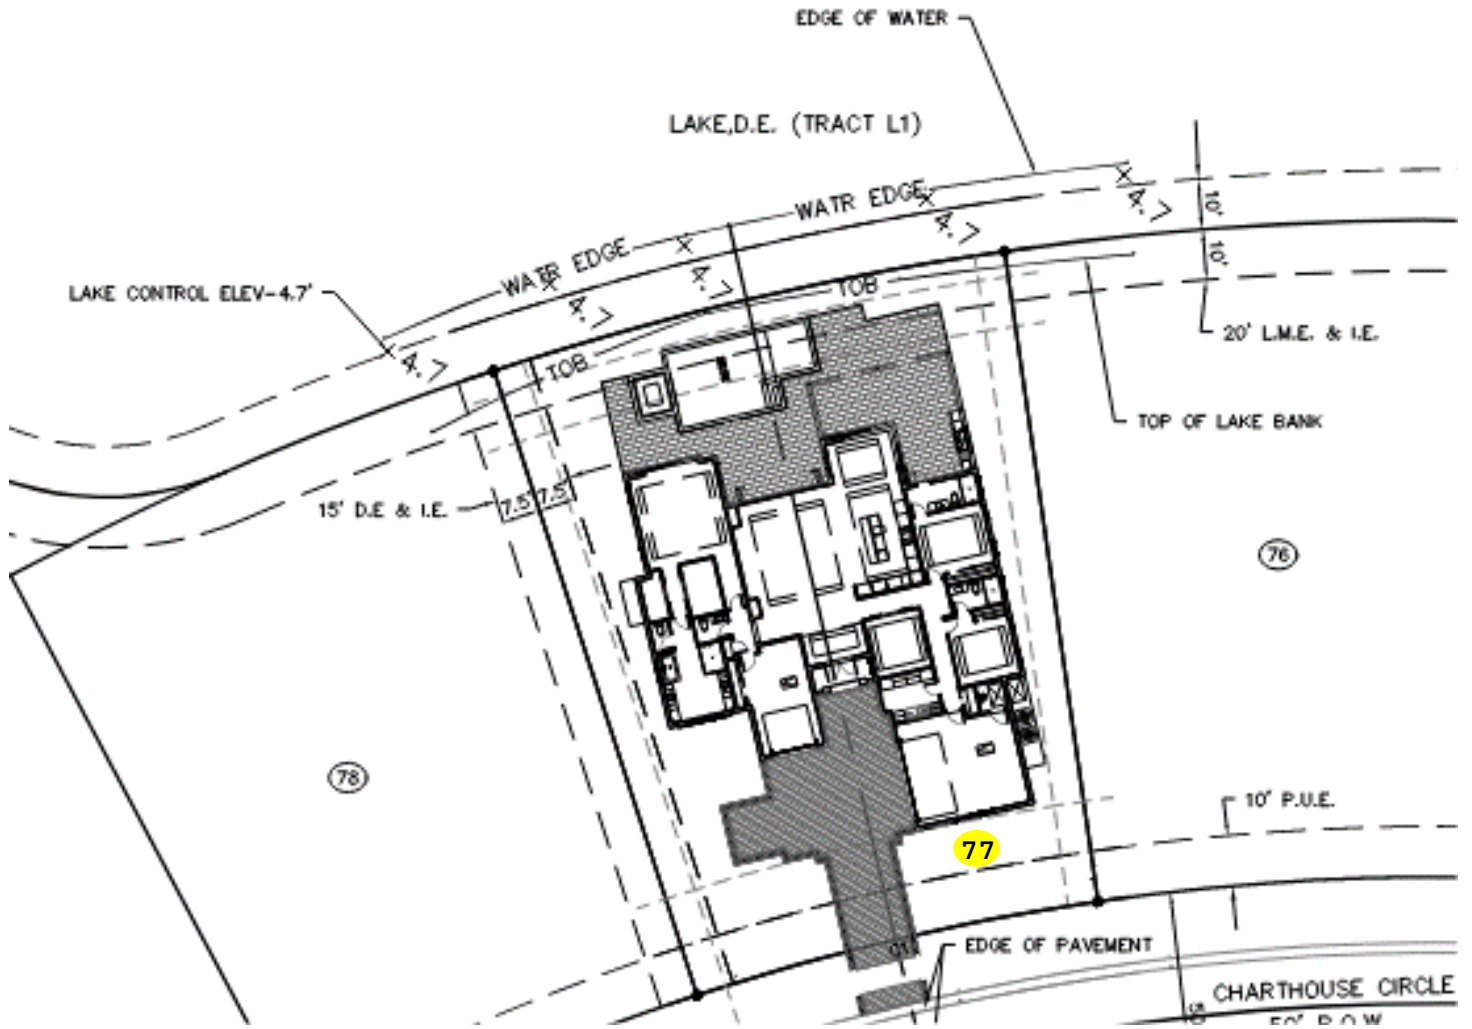 EDGE OF WATER
LAKE,D.E. (TRACT L1)
WATR EDGE
4.7
4.7
10'
10'
WATR EDGE
4.7
4.7
LAKE CONTROL ELEV-4.7'
4.7
TOB
20' L.M.E. & I.E.
TOB
TOP OF LAKE BANK
15' D.E & I.E.
7.5'
7.5'
76
78
10' P.U.E.
77
EDGE OF PAVEMENT
CHARTHOUSE CIRCLE
50' R.O.W.